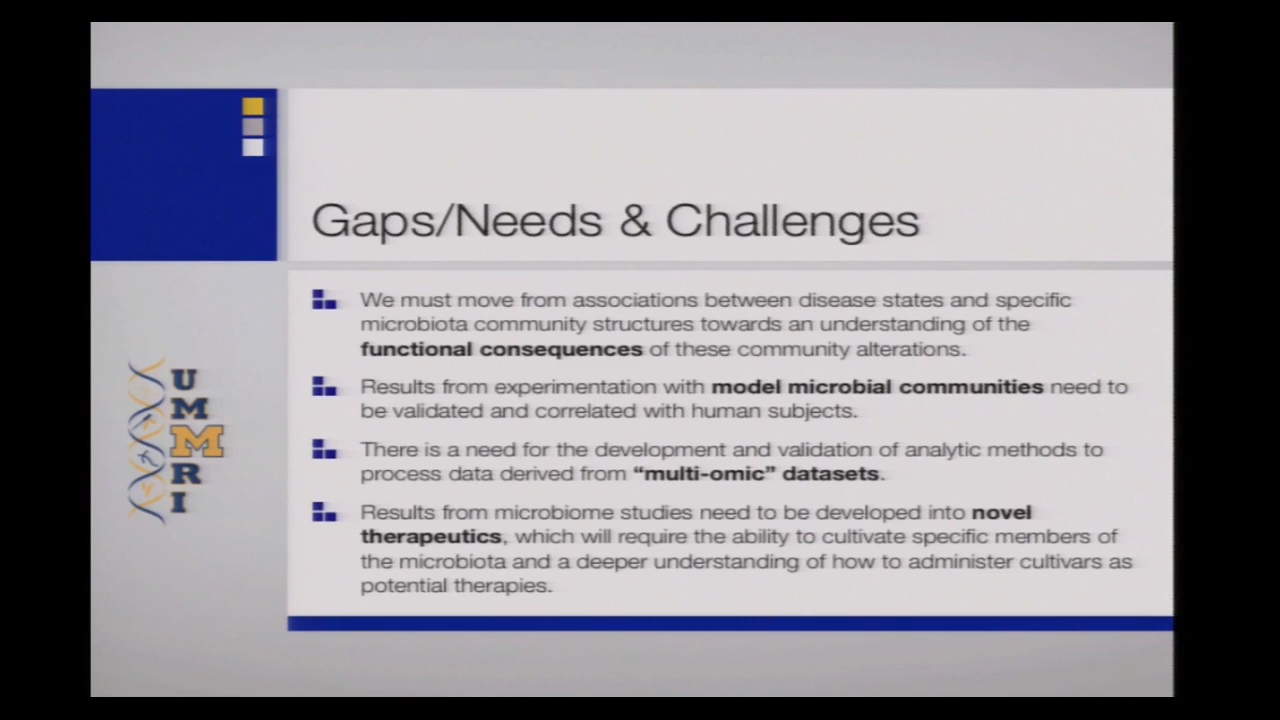 Gaps/Needs & Challenges
We must move from associations between disease states and specific
microbiota community structures towards an understanding of the
functional consequences of these community alterations.
Results from experimentation with model microbial communities need to
be validated and correlated with human subjects.
There is a need for the development and validation of analytic methods to
process data derived from “multi-omic” datasets.
Results from microbiome studies need to be developed into novel
therapeutics, which will require the ability to cultivate specific members of
the microbiota and a deeper understanding of how to administer cultivars as
potential therapies.
U
M
M
R
I